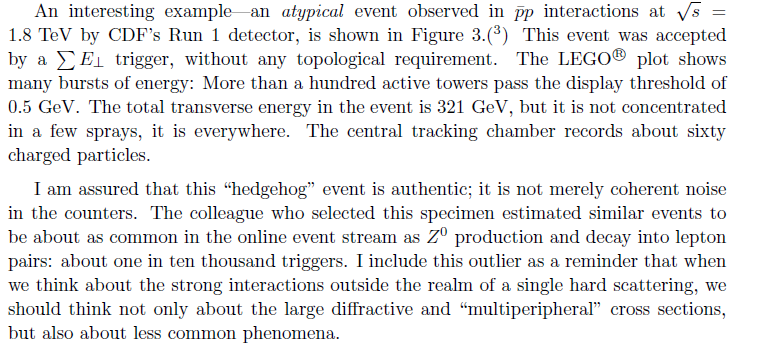 An interesting example—an atypical event observed in p̄p interactions at √s =
1.8 TeV by CDF's Run 1 detector, is shown in Figure 3.(³) This event was accepted
by a ∑ E⊥ trigger, without any topological requirement. The LEGO® plot shows
many bursts of energy: More than a hundred active towers pass the display threshold of
0.5 GeV. The total transverse energy in the event is 321 GeV, but it is not concentrated
in a few sprays, it is everywhere. The central tracking chamber records about sixty
charged particles.
I am assured that this “hedgehog” event is authentic; it is not merely coherent noise
in the counters. The colleague who selected this specimen estimated similar events to
be about as common in the online event stream as Z⁰ production and decay into lepton
pairs: about one in ten thousand triggers. I include this outlier as a reminder that when
we think about the strong interactions outside the realm of a single hard scattering, we
should think not only about the large diffractive and “multiperipheral” cross sections,
but also about less common phenomena.